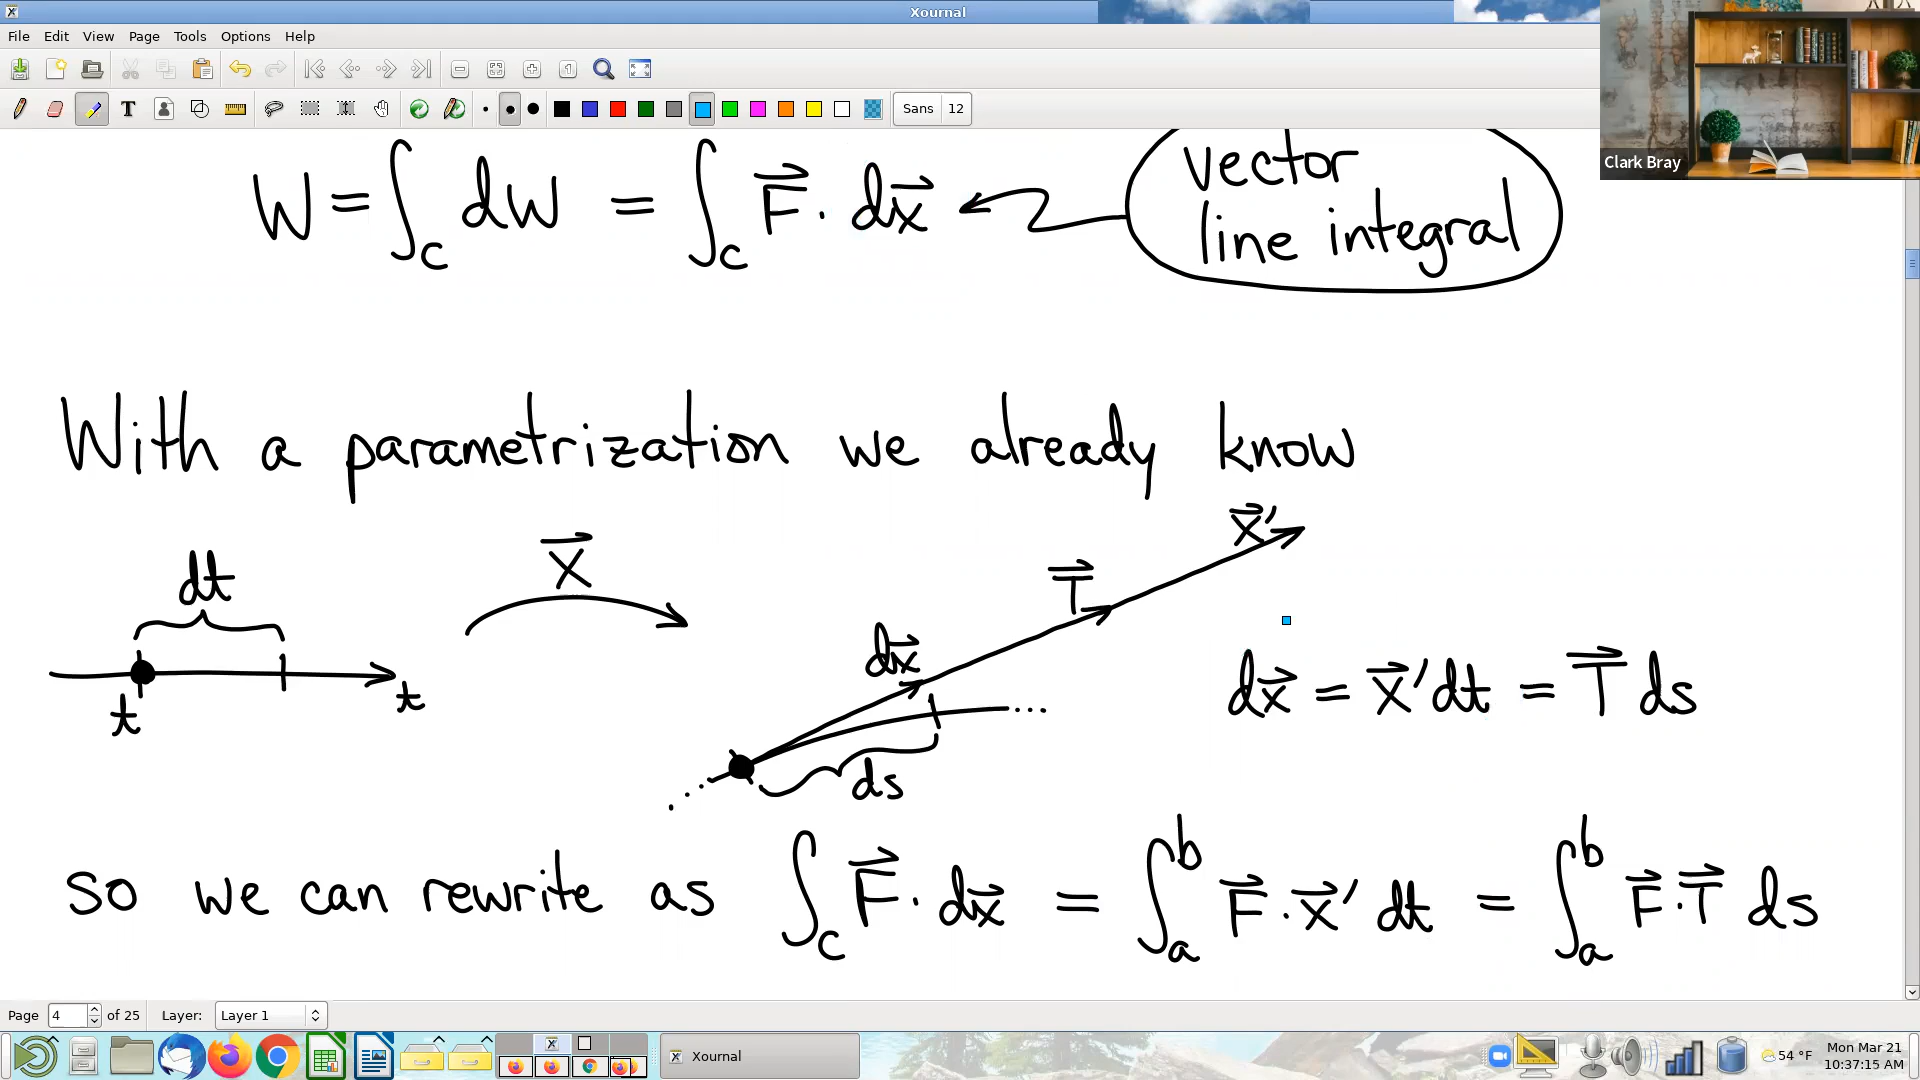 Xournal
File Edit View Page Tools Options Help
Sans 12
Clark Bray
W = ∫_C dW = ∫_C F⃗ · dx⃗
vector
line integral
With a parametrization we already know
dt
t
t
x⃗
dx⃗
T⃗
x⃗′
ds
dx⃗ = x⃗′dt = T⃗ ds
so we can rewrite as ∫_C F⃗ · dx⃗ = ∫_a^b F⃗ · x⃗′ dt = ∫_a^b F⃗ · T⃗ ds
Page 4 of 25 Layer: Layer 1
Xournal
54 °F
Mon Mar 21
10:37:15 AM